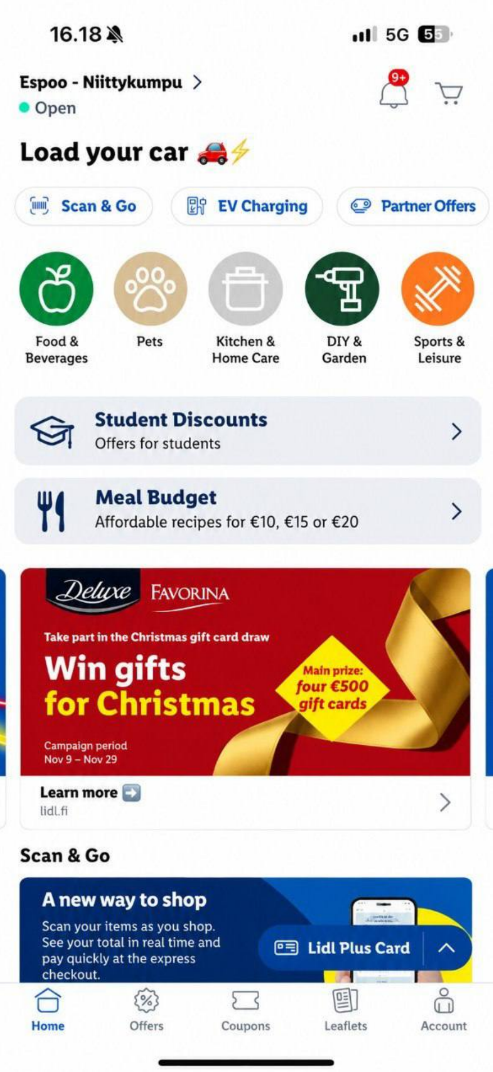 16.18
5G
55
Espoo - Niittykumpu
9+
Open
Load your car
Scan & Go
EV Charging
Partner Offers
Food &
Beverages
Pets
Kitchen &
Home Care
DIY &
Garden
Sports &
Leisure
Student Discounts
Offers for students
Meal Budget
Affordable recipes for €10, €15 or €20
Deluxe FAVORINA
Take part in the Christmas gift card draw
Win gifts
for Christmas
Main prize:
four €500
gift cards
Campaign period
Nov 9 – Nov 29
Learn more
lidl.fi
Scan & Go
A new way to shop
Scan your items as you shop.
See your total in real time and
pay quickly at the express
checkout.
Lidl Plus Card
Home
Offers
Coupons
Leaflets
Account